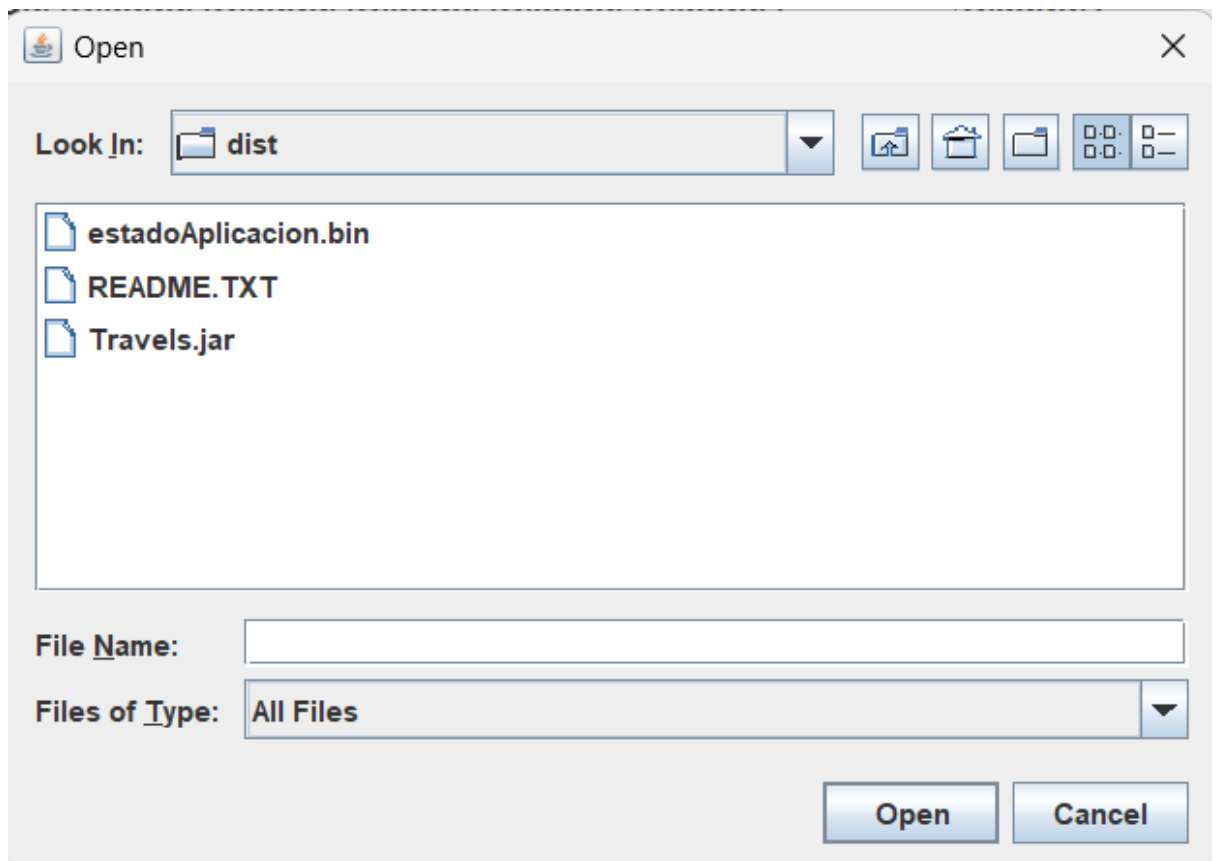 Open
Look In: dist
estadoAplicacion.bin
README.TXT
Travels.jar
File Name:
Files of Type: All Files
Open Cancel